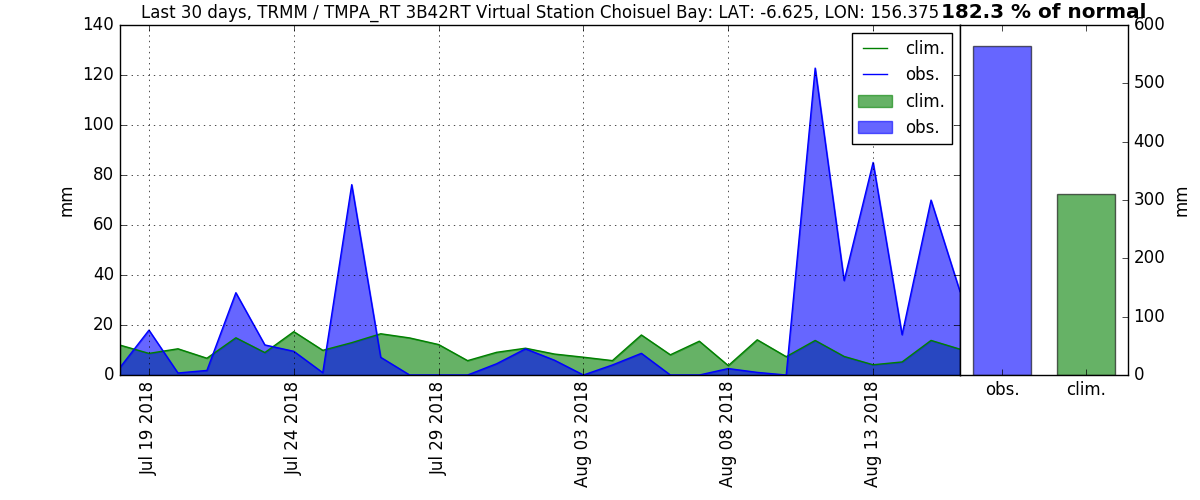 Last 30 days, TRMM / TMPA_RT 3B42RT Virtual Station Choisuel Bay: LAT: -6.625, LON: 156.375 182.3 % of normal
140
120
100
80
60
40
20
0
mm
clim.
obs.
clim.
obs.
Jul 19 2018
Jul 24 2018
Jul 29 2018
Aug 03 2018
Aug 08 2018
Aug 13 2018
600
500
400
300
200
100
0
mm
obs.
clim.